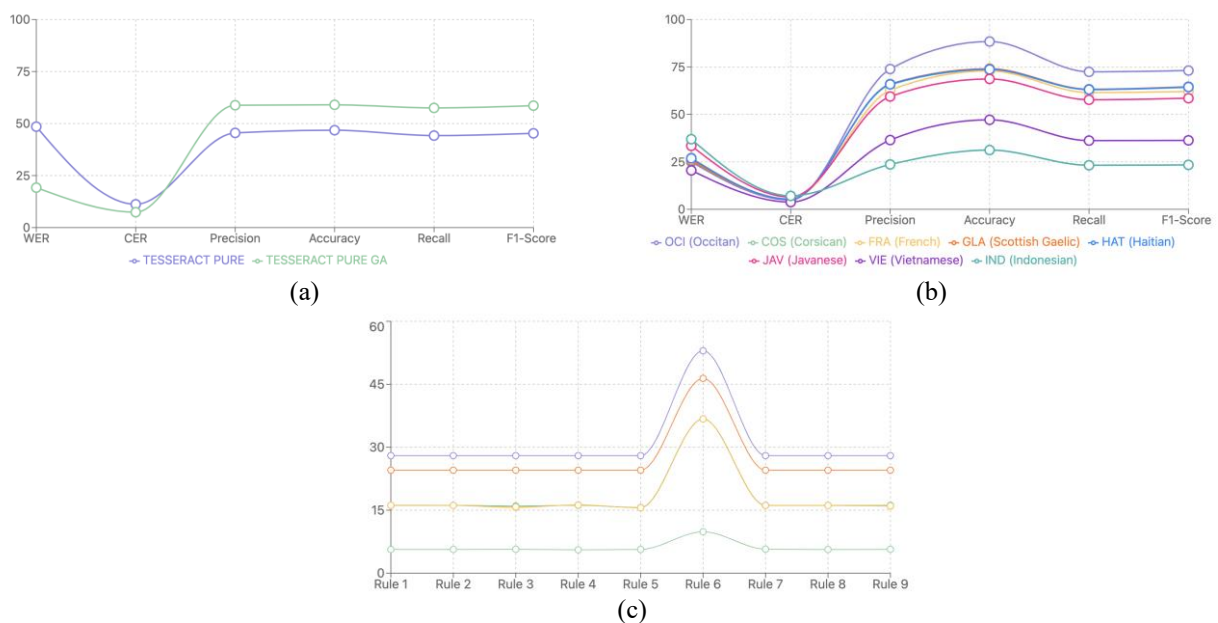 100
75
50
25
0
WER CER Precision Accuracy Recall F1-Score
TESSERACT PURE TESSERACT PURE GA
(a)
100
75
50
25
0
WER CER Precision Accuracy Recall F1-Score
OCI (Occitan) COS (Corsican) FRA (French) GLA (Scottish Gaelic) HAT (Haitian)
JAV (Javanese) VIE (Vietnamese) IND (Indonesian)
(b)
60
45
30
15
0
Rule 1 Rule 2 Rule 3 Rule 4 Rule 5 Rule 6 Rule 7 Rule 8 Rule 9
(c)